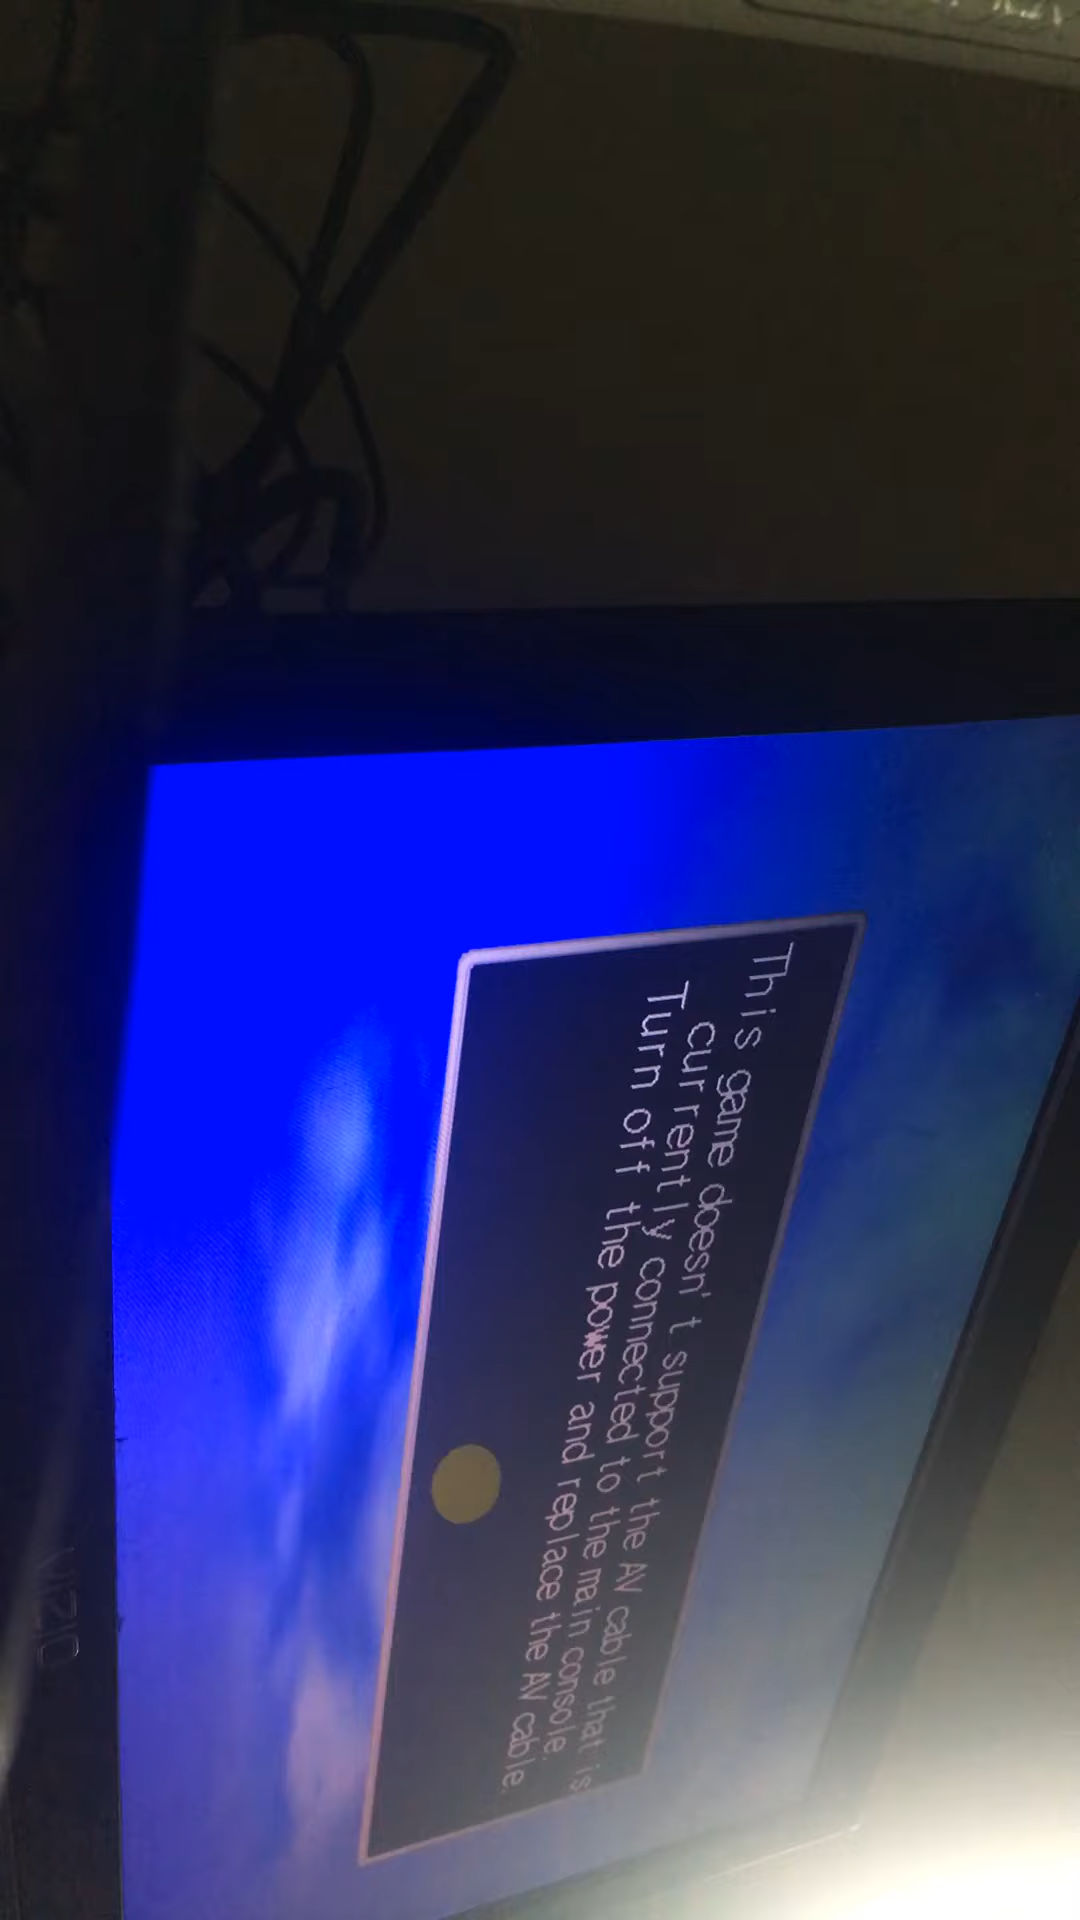 This game doesn't support the AV cable that is
currently connected to the main console.
Turn off the power and replace the AV cable.
VIZIO